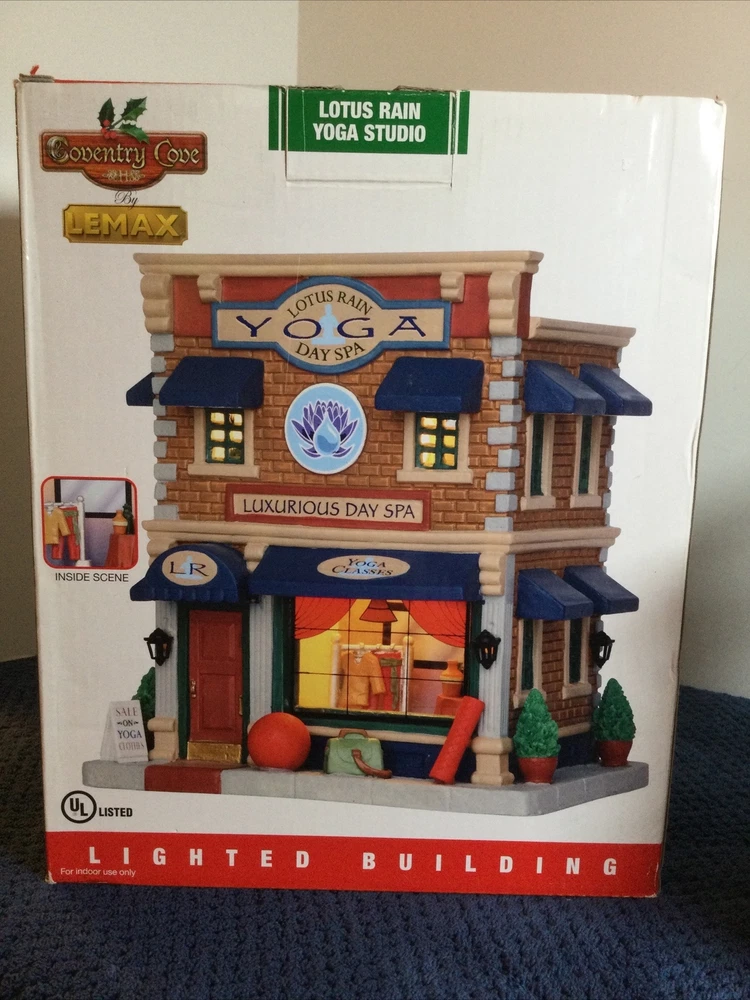 LOTUS RAIN
YOGA STUDIO
Coventry Cove
By
LEMAX
LOTUS RAIN
YOGA
DAY SPA
LUXURIOUS DAY SPA
INSIDE SCENE
LR
YOGA
CLASSES
SALE
-ON-
YOGA
CLOTHES
UL LISTED
LIGHTED BUILDING
For indoor use only